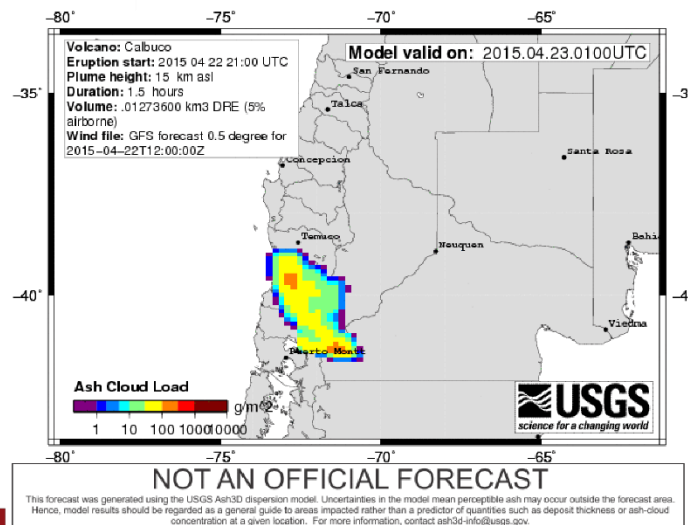 −80° −75° −70° −65°
Volcano: Calbuco
Eruption start: 2015 04 22 21:00 UTC
Plume height: 15 km asl
Duration: 1.5 hours
Volume: .01273600 km3 DRE (5%
airborne)
Wind file: GFS forecast 0.5 degree for
2015−04−22T12:00:00Z
Model valid on: 2015.04.23.0100UTC
San Fernando
−35°
Talca
Concepcion
Santa Rosa
Temuco
Neuquen
Bahi
−40°
Viedma
Puerto Montt
Ash Cloud Load
g/m^2
1 10 100 1000 10000
USGS
science for a changing world
−80° −75° −70° −65°
NOT AN OFFICIAL FORECAST
This forecast was generated using the USGS Ash3D dispersion model. Uncertainties in the model mean perceptible ash may occur outside the forecast area.
Hence, model results should be regarded as a general guide to areas impacted rather than a predictor of quantities such as deposit thickness or ash-cloud
concentration at a given location. For more information, contact ash3d-info@usgs.gov.